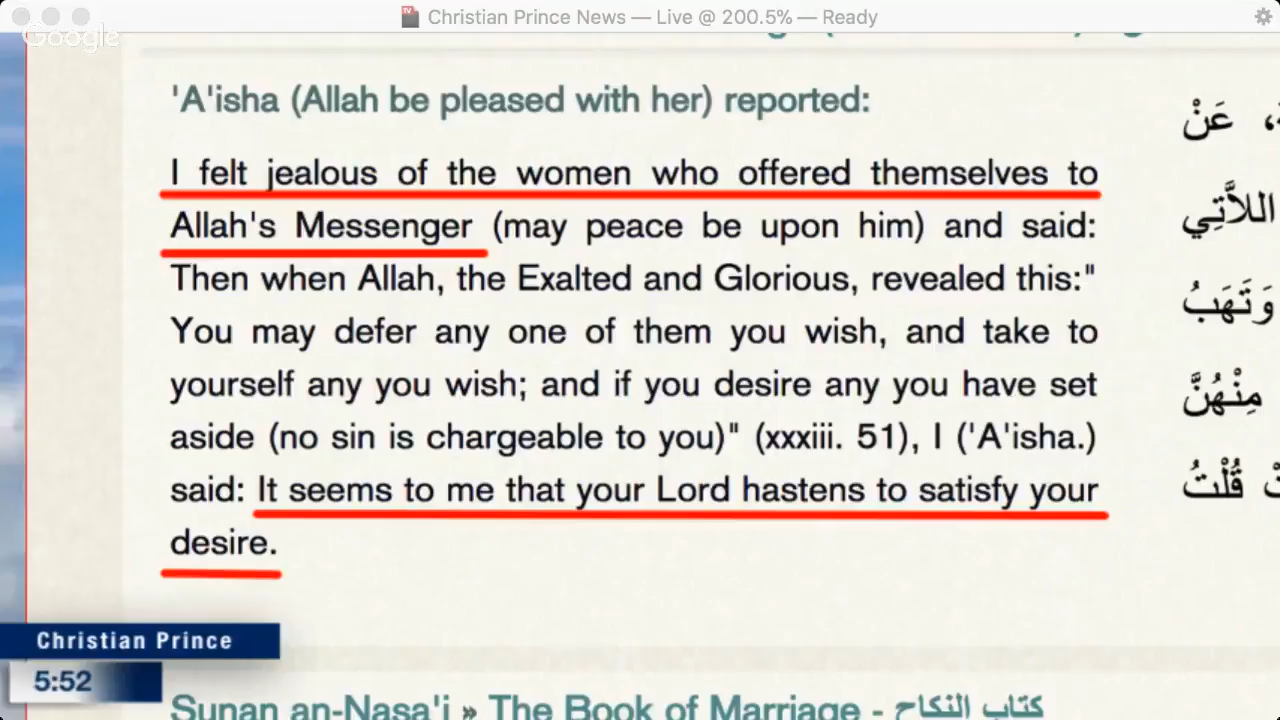 Christian Prince News — Live @ 200.5% — Ready
Google
'A'isha (Allah be pleased with her) reported:
I felt jealous of the women who offered themselves to
Allah's Messenger (may peace be upon him) and said:
Then when Allah, the Exalted and Glorious, revealed this:"
You may defer any one of them you wish, and take to
yourself any you wish; and if you desire any you have set
aside (no sin is chargeable to you)" (xxxiii. 51), I ('A'isha.)
said: It seems to me that your Lord hastens to satisfy your
desire.
عَنْ
اللاَّتِي
وَتَهَبُ
مِنْهُنَّ
قُلْتُ
Christian Prince
5:52
Sunan an-Nasa'i » The Book of Marriage - كتاب النكاح